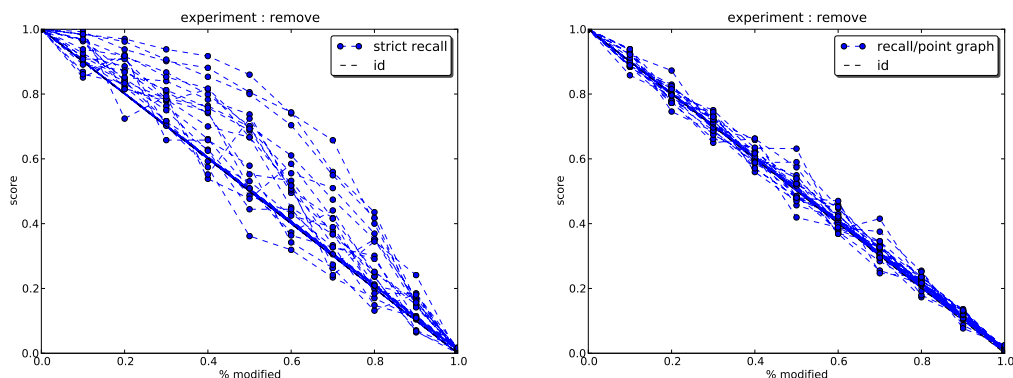 experiment : remove
1.0
0.8
0.6
0.4
0.2
0.0
score
strict recall
id
0.0 0.2 0.4 0.6 0.8 1.0
% modified
experiment : remove
1.0
0.8
0.6
0.4
0.2
0.0
score
recall/point graph
id
0.0 0.2 0.4 0.6 0.8 1.0
% modified